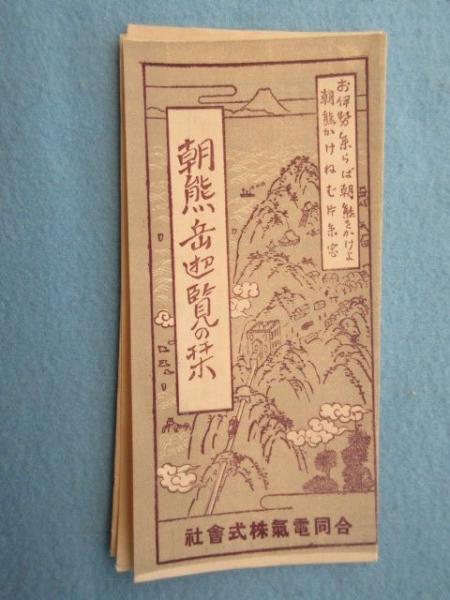 お伊勢参らば朝熊をかけよ
朝熊かけねば片参宮
朝熊岳廻覧の栞
合同電氣株式會社